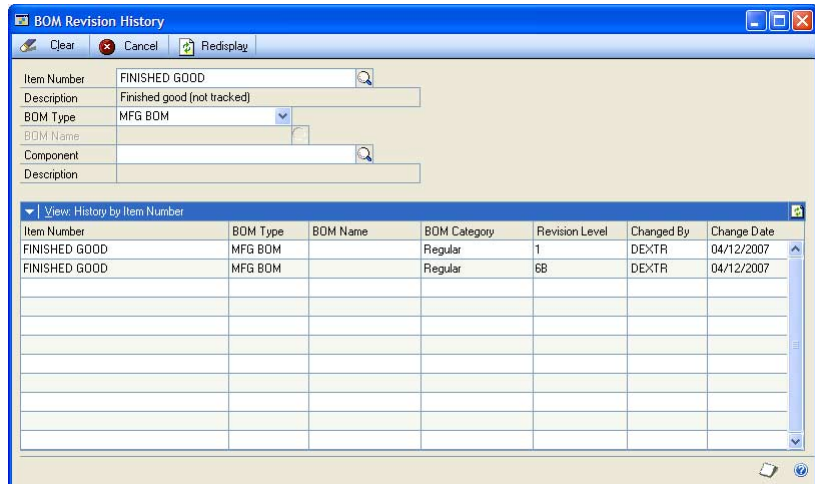 BOM Revision History
Clear Cancel Redisplay
Item Number FINISHED GOOD
Description Finished good (not tracked)
BOM Type MFG BOM
BOM Name
Component
Description
View: History by Item Number
Item Number BOM Type BOM Name BOM Category Revision Level Changed By Change Date
FINISHED GOOD MFG BOM Regular 1 DEXTR 04/12/2007
FINISHED GOOD MFG BOM Regular 6B DEXTR 04/12/2007